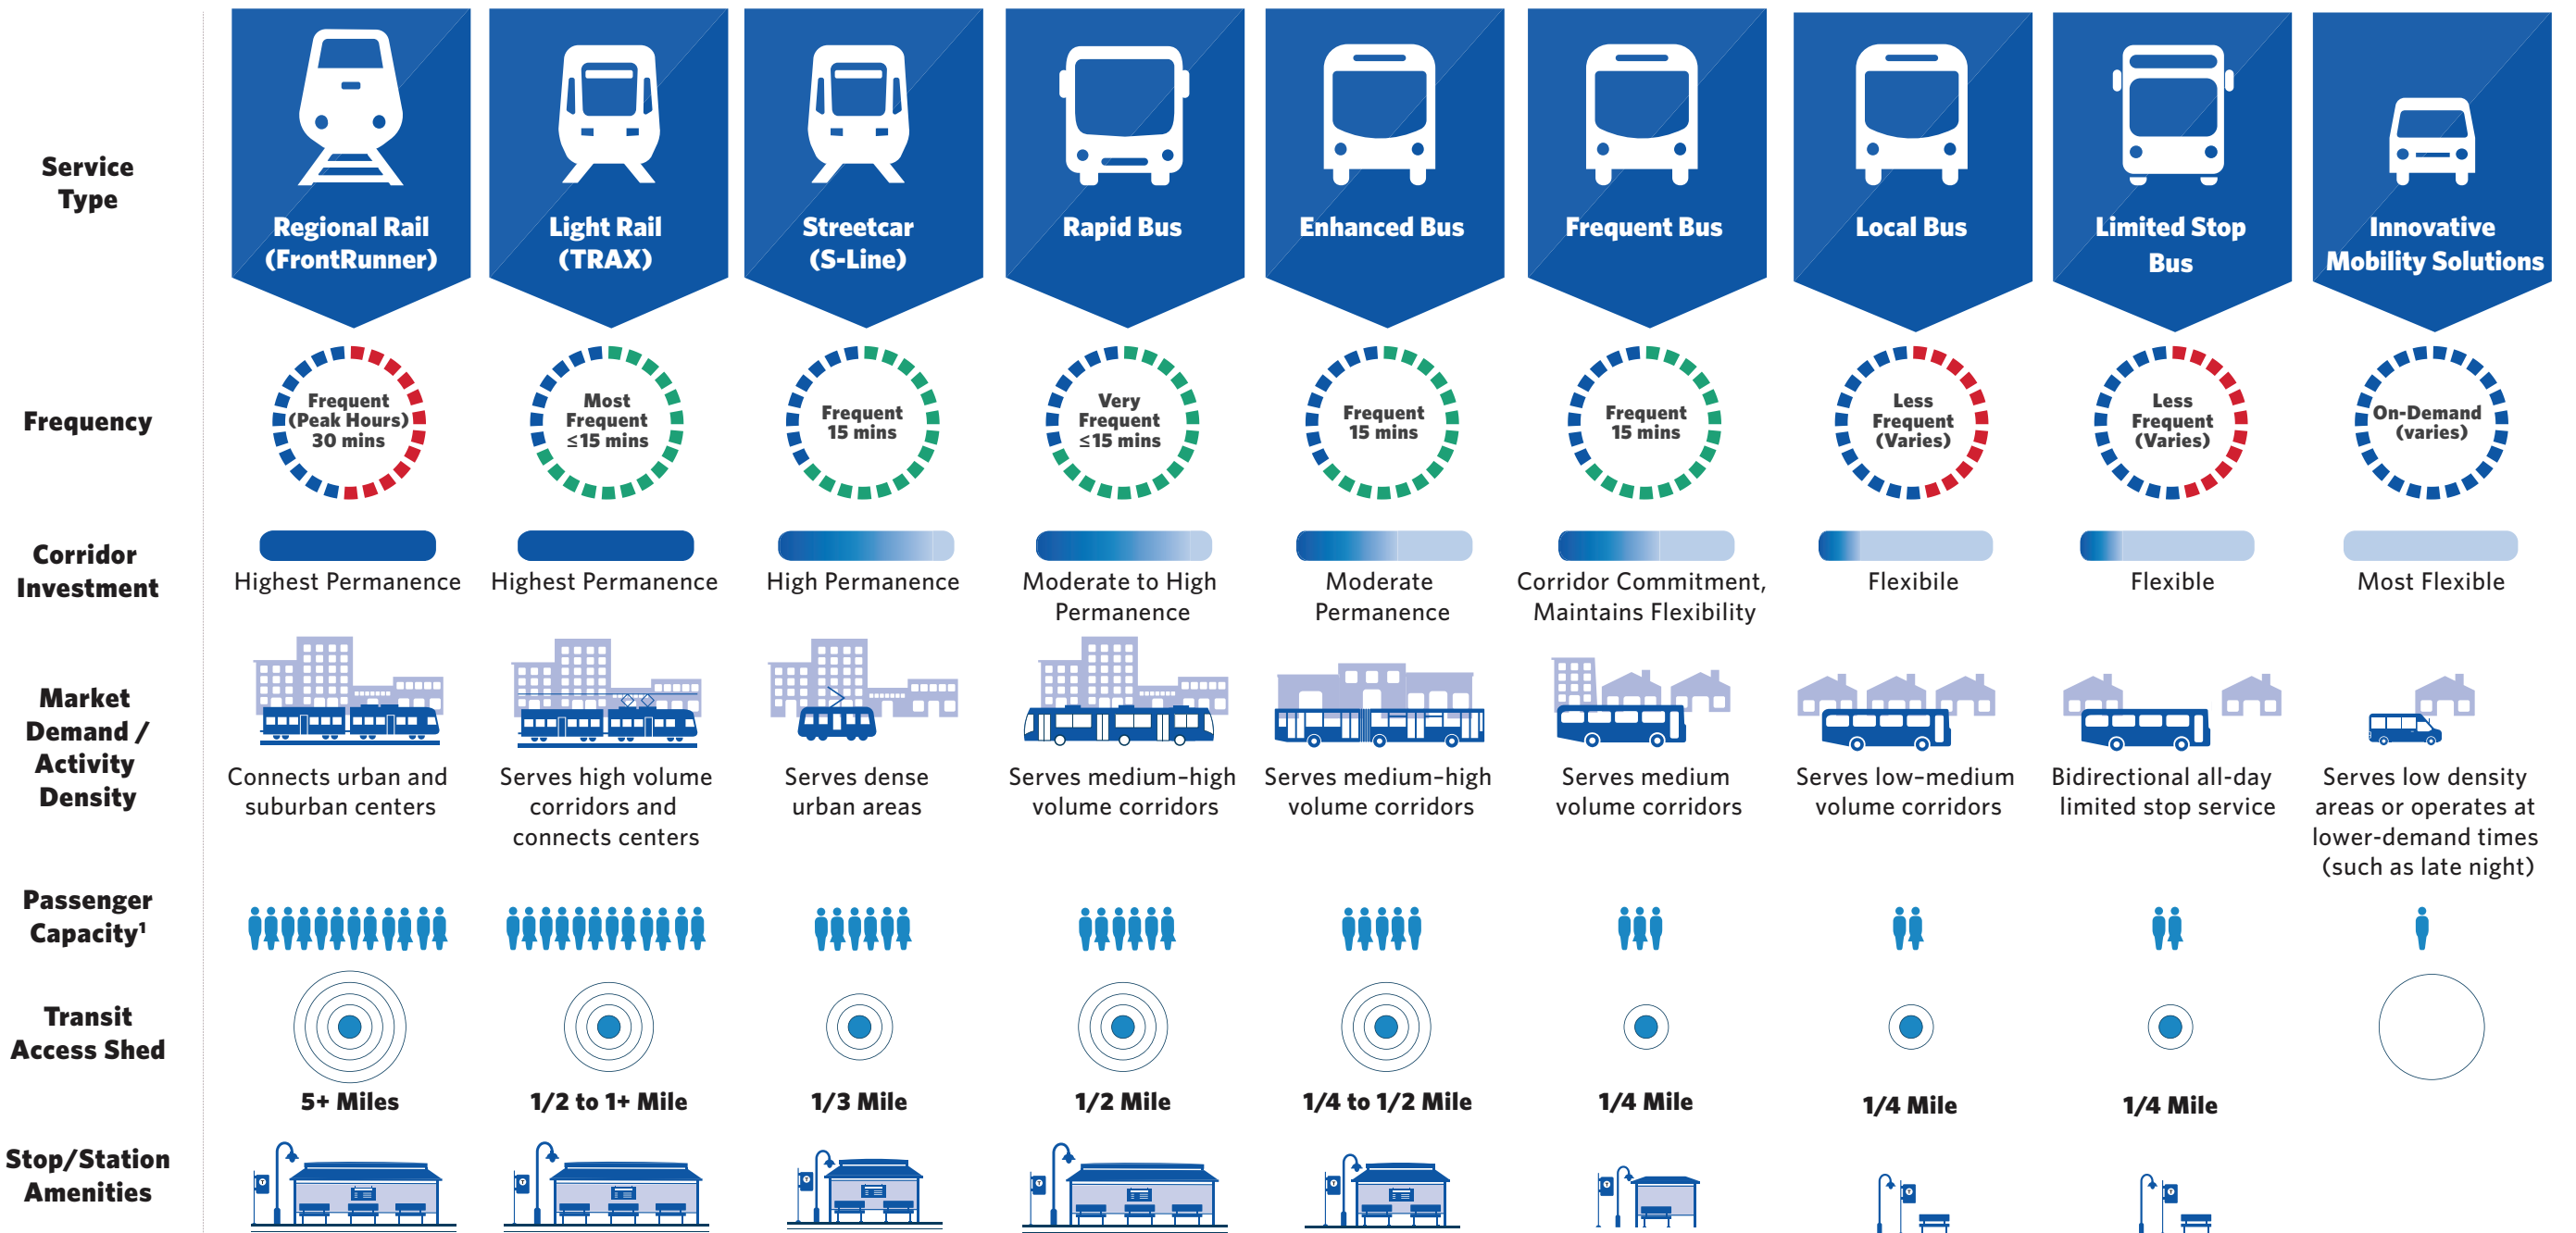 Service
Type
Regional Rail
(FrontRunner)
Light Rail
(TRAX)
Streetcar
(S-Line)
Rapid Bus
Enhanced Bus
Frequent Bus
Local Bus
Limited Stop
Bus
Innovative
Mobility Solutions
Frequency
Frequent
(Peak Hours)
30 mins
Most
Frequent
≤15 mins
Frequent
15 mins
Very
Frequent
≤15 mins
Frequent
15 mins
Frequent
15 mins
Less
Frequent
(Varies)
Less
Frequent
(Varies)
On-Demand
(varies)
Corridor
Investment
Highest Permanence
Highest Permanence
High Permanence
Moderate to High
Permanence
Moderate
Permanence
Corridor Commitment,
Maintains Flexibility
Flexibile
Flexible
Most Flexible
Market
Demand /
Activity
Density
Connects urban and
suburban centers
Serves high volume
corridors and
connects centers
Serves dense
urban areas
Serves medium–high
volume corridors
Serves medium–high
volume corridors
Serves medium
volume corridors
Serves low–medium
volume corridors
Bidirectional all-day
limited stop service
Serves low density
areas or operates at
lower-demand times
(such as late night)
Passenger
Capacity¹
Transit
Access Shed
5+ Miles
1/2 to 1+ Mile
1/3 Mile
1/2 Mile
1/4 to 1/2 Mile
1/4 Mile
1/4 Mile
1/4 Mile
Stop/Station
Amenities